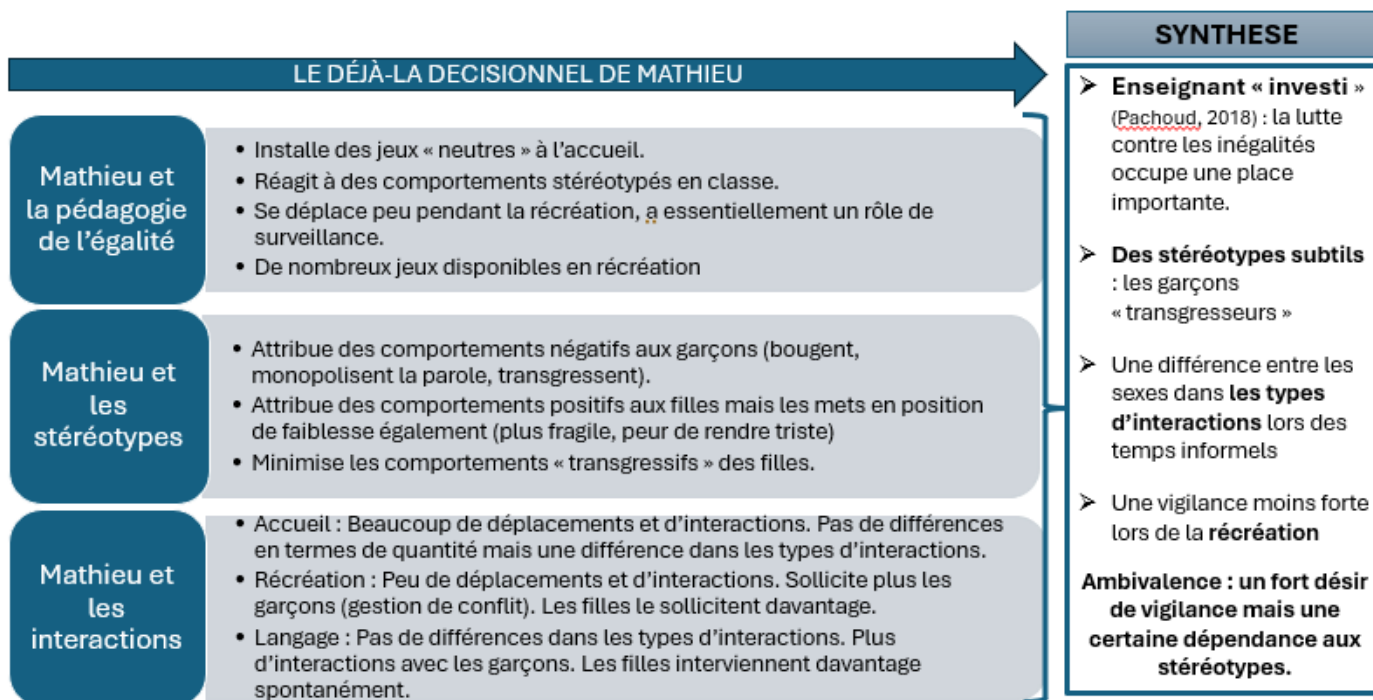 LE DÉJÀ-LA DECISIONNEL DE MATHIEU
Mathieu et
la pédagogie
de l'égalité
• Installe des jeux « neutres » à l'accueil.
• Réagit à des comportements stéréotypés en classe.
• Se déplace peu pendant la récréation, a essentiellement un rôle de
surveillance.
• De nombreux jeux disponibles en récréation
Mathieu et
les
stéréotypes
• Attribue des comportements négatifs aux garçons (bougent,
monopolisent la parole, transgressent).
• Attribue des comportements positifs aux filles mais les mets en position
de faiblesse également (plus fragile, peur de rendre triste)
• Minimise les comportements « transgressifs » des filles.
Mathieu et
les
interactions
• Accueil : Beaucoup de déplacements et d'interactions. Pas de différences
en termes de quantité mais une différence dans les types d'interactions.
• Récréation : Peu de déplacements et d'interactions. Sollicite plus les
garçons (gestion de conflit). Les filles le sollicitent davantage.
• Langage : Pas de différences dans les types d'interactions. Plus
d'interactions avec les garçons. Les filles interviennent davantage
spontanément.
SYNTHESE
➢ Enseignant « investi »
(Pachoud, 2018) : la lutte
contre les inégalités
occupe une place
importante.
➢ Des stéréotypes subtils
: les garçons
« transgresseurs »
➢ Une différence entre les
sexes dans les types
d'interactions lors des
temps informels
➢ Une vigilance moins forte
lors de la récréation
Ambivalence : un fort désir
de vigilance mais une
certaine dépendance aux
stéréotypes.